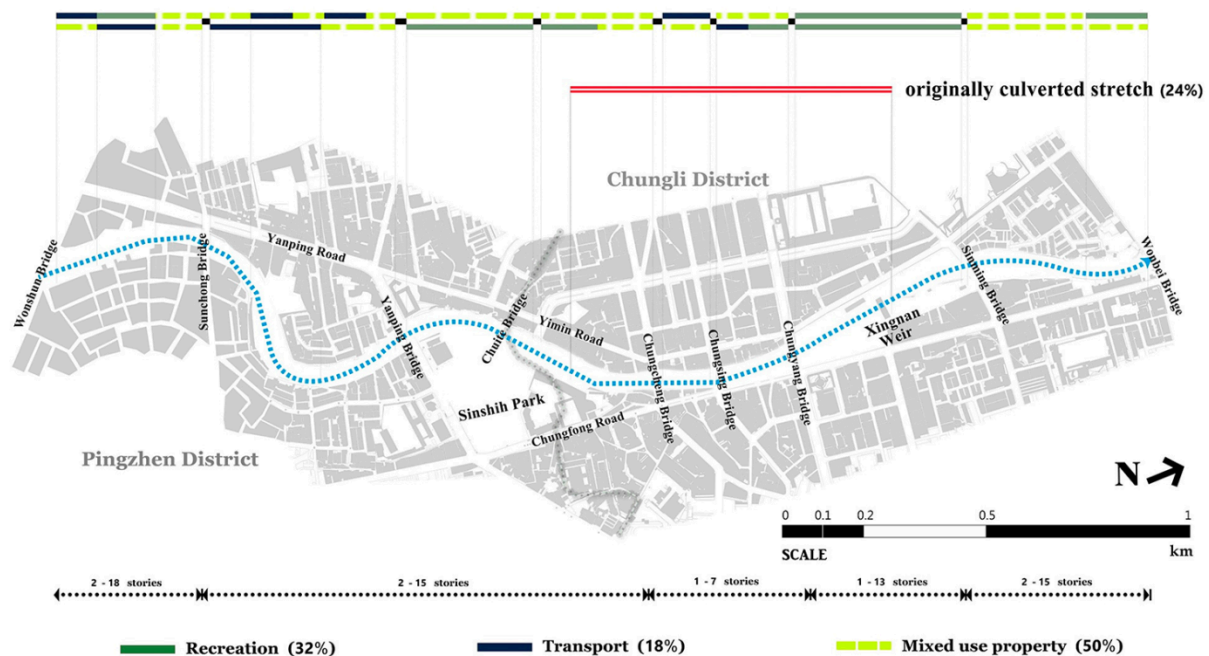 originally culverted stretch (24%)
Chungli District
Wonshun Bridge
Sunchong Bridge
Yanping Road
Yanping Bridge
Chuite Bridge
Yimin Road
Chungcheng Bridge
Chungsing Bridge
Chungyang Bridge
Xingnan
Weir
Sinming Bridge
Wonbei Bridge
Sinshih Park
Chungfong Road
Pingzhen District
N
0 0.1 0.2 0.5 1
SCALE km
2 - 18 stories 2 - 15 stories 1 - 7 stories 1 - 13 stories 2 - 15 stories
Recreation (32%) Transport (18%) Mixed use property (50%)